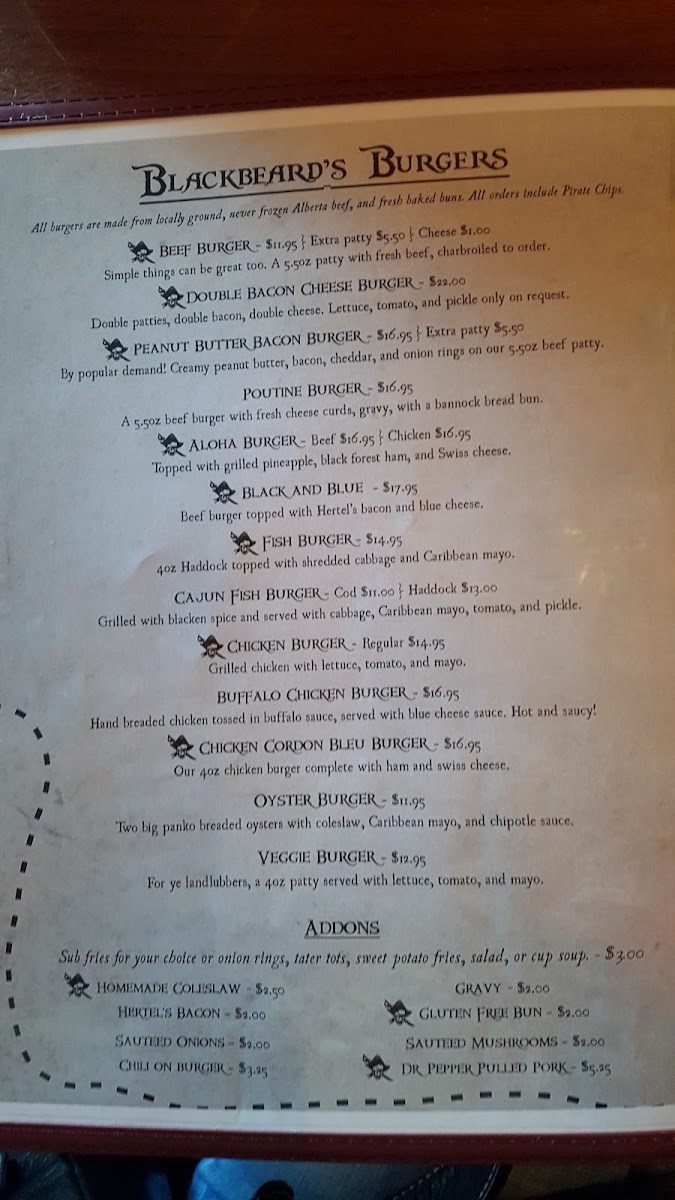 Blackbeard's Burgers
All burgers are made from locally ground, never frozen Alberta beef, and fresh baked buns. All orders include Pirate Chips.
Beef Burger - $11.95 } Extra patty $5.50 } Cheese $1.00
Simple things can be great too. A 5.5oz patty with fresh beef, charbroiled to order.
Double Bacon Cheese Burger - $22.00
Double patties, double bacon, double cheese. Lettuce, tomato, and pickle only on request.
Peanut Butter Bacon Burger - $16.95 } Extra patty $5.50
By popular demand! Creamy peanut butter, bacon, cheddar, and onion rings on our 5.5oz beef patty.
Poutine Burger - $16.95
A 5.5oz beef burger with fresh cheese curds, gravy, with a bannock bread bun.
Aloha Burger - Beef $16.95 } Chicken $16.95
Topped with grilled pineapple, black forest ham, and Swiss cheese.
Black and Blue - $17.95
Beef burger topped with Hertel's bacon and blue cheese.
Fish Burger - $14.95
4oz Haddock topped with shredded cabbage and Caribbean mayo.
Cajun Fish Burger - Cod $11.00 } Haddock $13.00
Grilled with blacken spice and served with cabbage, Caribbean mayo, tomato, and pickle.
Chicken Burger - Regular $14.95
Grilled chicken with lettuce, tomato, and mayo.
Buffalo Chicken Burger - $16.95
Hand breaded chicken tossed in buffalo sauce, served with blue cheese sauce. Hot and saucy!
Chicken Cordon Bleu Burger - $16.95
Our 4oz chicken burger complete with ham and swiss cheese.
Oyster Burger - $11.95
Two big panko breaded oysters with coleslaw, Caribbean mayo, and chipotle sauce.
Veggie Burger - $12.95
For ye landlubbers, a 4oz patty served with lettuce, tomato, and mayo.
Addons
Sub fries for your choice or onion rings, tater tots, sweet potato fries, salad, or cup soup. - $3.00
Homemade Coleslaw - $2.50
Gravy - $2.00
Hertel's Bacon - $2.00
Gluten Free Bun - $2.00
Sauteed Onions - $2.00
Sauteed Mushrooms - $2.00
Chili on burger - $3.25
Dr Pepper Pulled Pork - $5.25